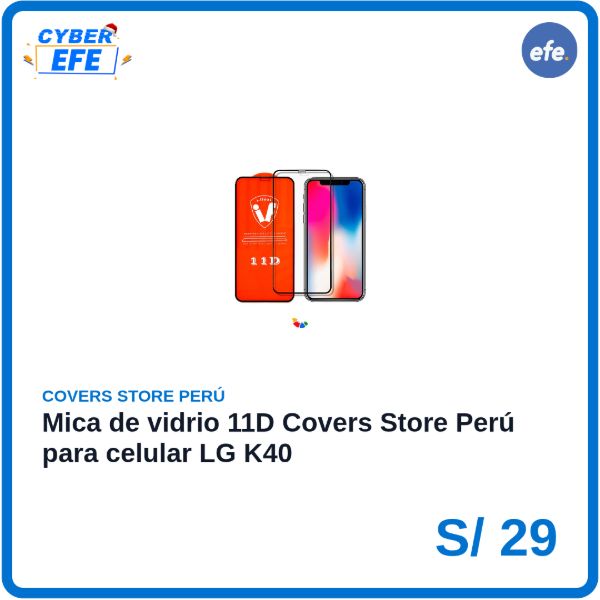 CYBER
EFE
efe.
11D
COVERS STORE PERÚ
Mica de vidrio 11D Covers Store Perú
para celular LG K40
S/ 29